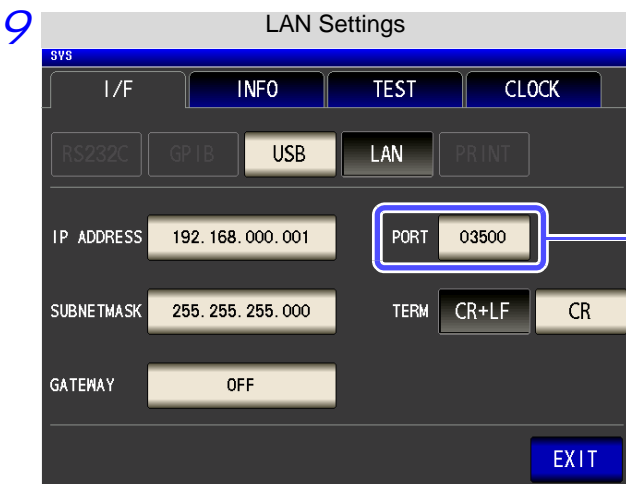 9
LAN Settings
SYS
I/F INFO TEST CLOCK
RS232C GPIB USB LAN PRINT
IP ADDRESS 192.168.000.001 PORT 03500
SUBNETMASK 255.255.255.000 TERM CR+LF CR
GATEWAY OFF
EXIT